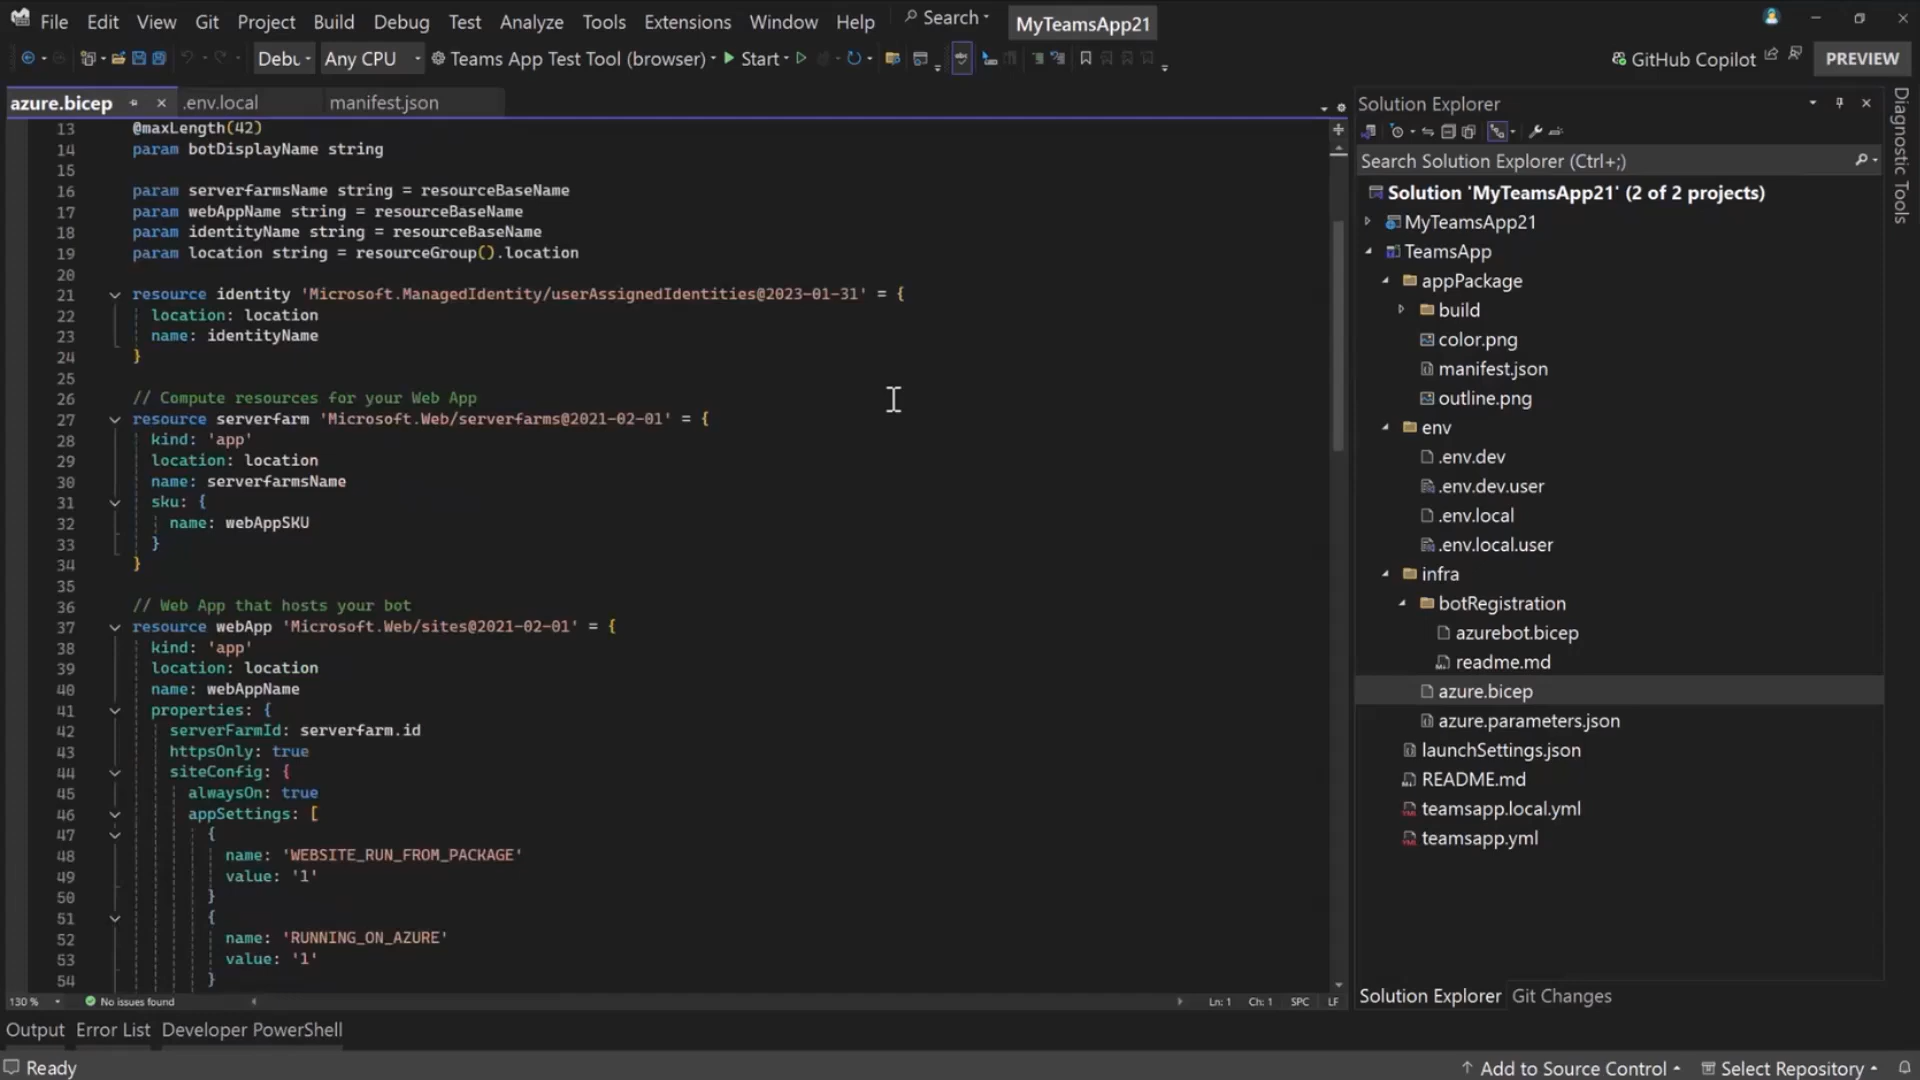 File Edit View Git Project Build Debug Test Analyze Tools Extensions Window Help Search MyTeamsApp21
Debu Any CPU Teams App Test Tool (browser) Start GitHub Copilot PREVIEW
azure.bicep .env.local manifest.json
13 @maxLength(42)
14 param botDisplayName string
15
16 param serverfarmsName string = resourceBaseName
17 param webAppName string = resourceBaseName
18 param identityName string = resourceBaseName
19 param location string = resourceGroup().location
20
21 resource identity 'Microsoft.ManagedIdentity/userAssignedIdentities@2023-01-31' = {
22 location: location
23 name: identityName
24 }
25
26 // Compute resources for your Web App
27 resource serverfarm 'Microsoft.Web/serverfarms@2021-02-01' = {
28 kind: 'app'
29 location: location
30 name: serverfarmsName
31 sku: {
32 name: webAppSKU
33 }
34 }
35
36 // Web App that hosts your bot
37 resource webApp 'Microsoft.Web/sites@2021-02-01' = {
38 kind: 'app'
39 location: location
40 name: webAppName
41 properties: {
42 serverFarmId: serverfarm.id
43 httpsOnly: true
44 siteConfig: {
45 alwaysOn: true
46 appSettings: [
47 {
48 name: 'WEBSITE_RUN_FROM_PACKAGE'
49 value: '1'
50 }
51 {
52 name: 'RUNNING_ON_AZURE'
53 value: '1'
54 }
130 % No issues found Ln: 1 Ch: 1 SPC LF
Solution Explorer
Search Solution Explorer (Ctrl+;)
Solution 'MyTeamsApp21' (2 of 2 projects)
MyTeamsApp21
TeamsApp
appPackage
build
color.png
manifest.json
outline.png
env
.env.dev
.env.dev.user
.env.local
.env.local.user
infra
botRegistration
azurebot.bicep
readme.md
azure.bicep
azure.parameters.json
launchSettings.json
README.md
teamsapp.local.yml
teamsapp.yml
Solution Explorer Git Changes
Diagnostic Tools
Output Error List Developer PowerShell
Ready Add to Source Control Select Repository